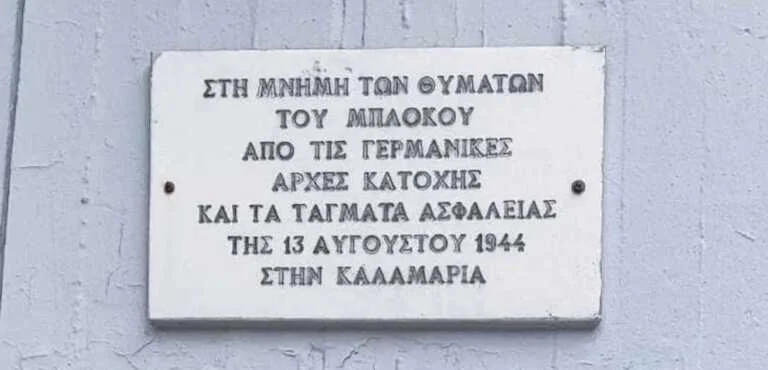 ΣΤΗ ΜΝΗΜΗ ΤΩΝ ΘΥΜΑΤΩΝ
ΤΟΥ ΜΠΛΟΚΟΥ
ΑΠΟ ΤΙΣ ΓΕΡΜΑΝΙΚΕΣ
ΑΡΧΕΣ ΚΑΤΟΧΗΣ
ΚΑΙ ΤΑ ΤΑΓΜΑΤΑ ΑΣΦΑΛΕΙΑΣ
ΤΗΣ 13 ΑΥΓΟΥΣΤΟΥ 1944
ΣΤΗΝ ΚΑΛΑΜΑΡΙΑ